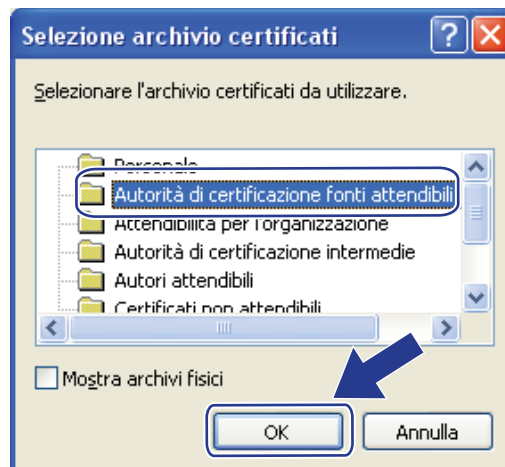 Selezione archivio certificati
Selezionare l'archivio certificati da utilizzare.
Personale
Autorità di certificazione fonti attendibili
Attendibilità per l'organizzazione
Autorità di certificazione intermedie
Autori attendibili
Certificati non attendibili
Mostra archivi fisici
OK Annulla